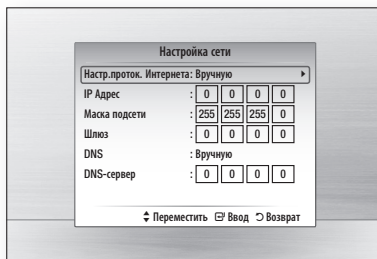 Настройка сети
Настр.проток. Интернета: Вручную
IP Адрес : 0 0 0 0
Маска подсети : 255 255 255 0
Шлюз : 0 0 0 0
DNS : Вручную
DNS-сервер : 0 0 0 0
Переместить Ввод Возврат